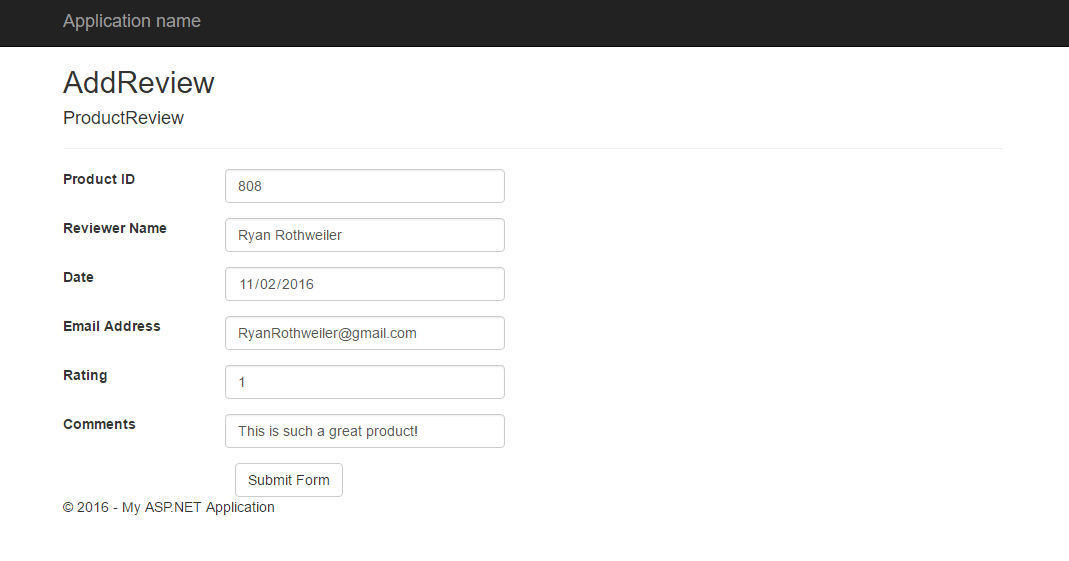 Application name
AddReview
ProductReview
Product ID 808
Reviewer Name Ryan Rothweiler
Date 11/02/2016
Email Address RyanRothweiler@gmail.com
Rating 1
Comments This is such a great product!
Submit Form
© 2016 - My ASP.NET Application